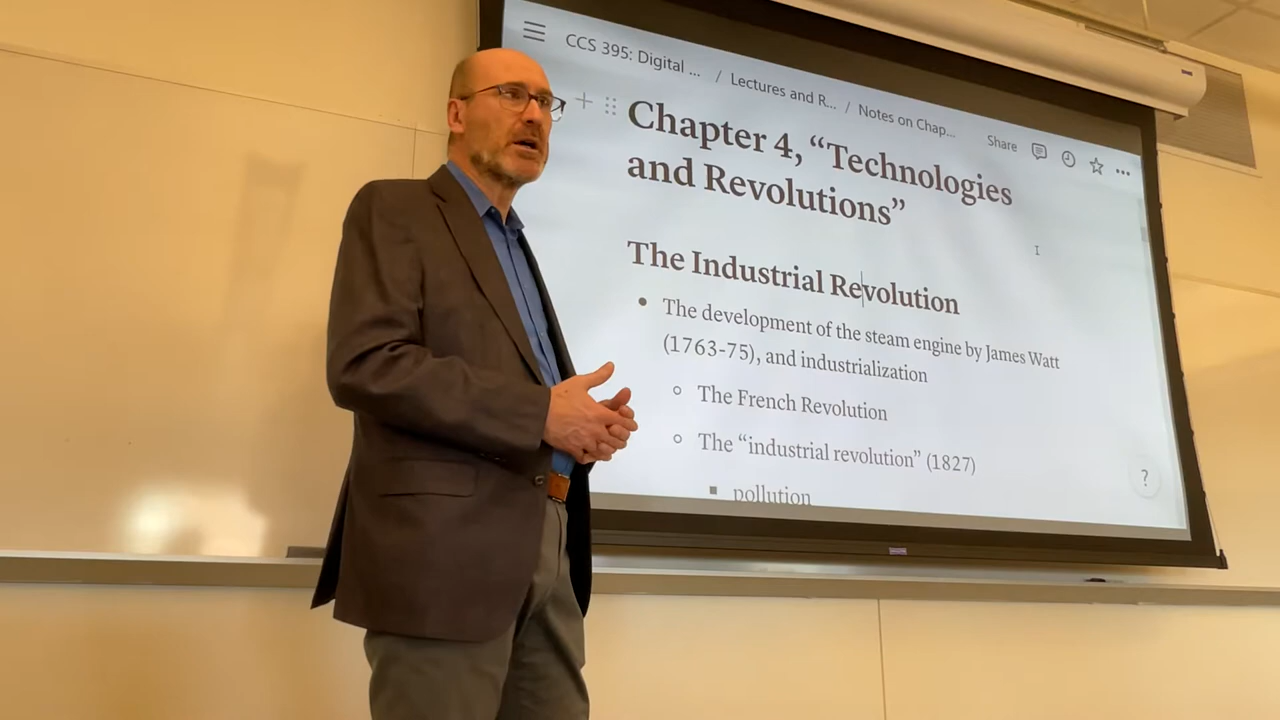 CCS 395: Digital ... / Lectures and R... / Notes on Chap... Share
Chapter 4, “Technologies
and Revolutions”
The Industrial Revolution
The development of the steam engine by James Watt
(1763-75), and industrialization
The French Revolution
The “industrial revolution” (1827)
pollution
?